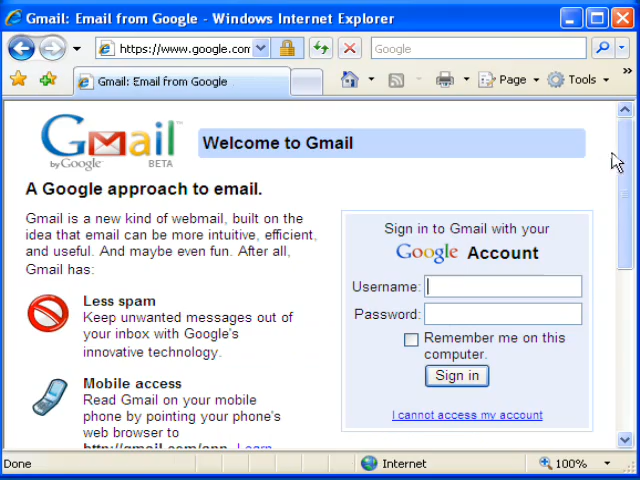 Gmail: Email from Google - Windows Internet Explorer
https://www.google.com
Google
Gmail: Email from Google
Page
Tools
Gmail
by Google
BETA
Welcome to Gmail
A Google approach to email.
Gmail is a new kind of webmail, built on the
idea that email can be more intuitive, efficient,
and useful. And maybe even fun. After all,
Gmail has:
Less spam
Keep unwanted messages out of
your inbox with Google's
innovative technology.
Mobile access
Read Gmail on your mobile
phone by pointing your phone's
web browser to
http://gmail.com/app. Learn
Sign in to Gmail with your
Google Account
Username:
Password:
Remember me on this
computer.
Sign in
I cannot access my account
Done
Internet
100%